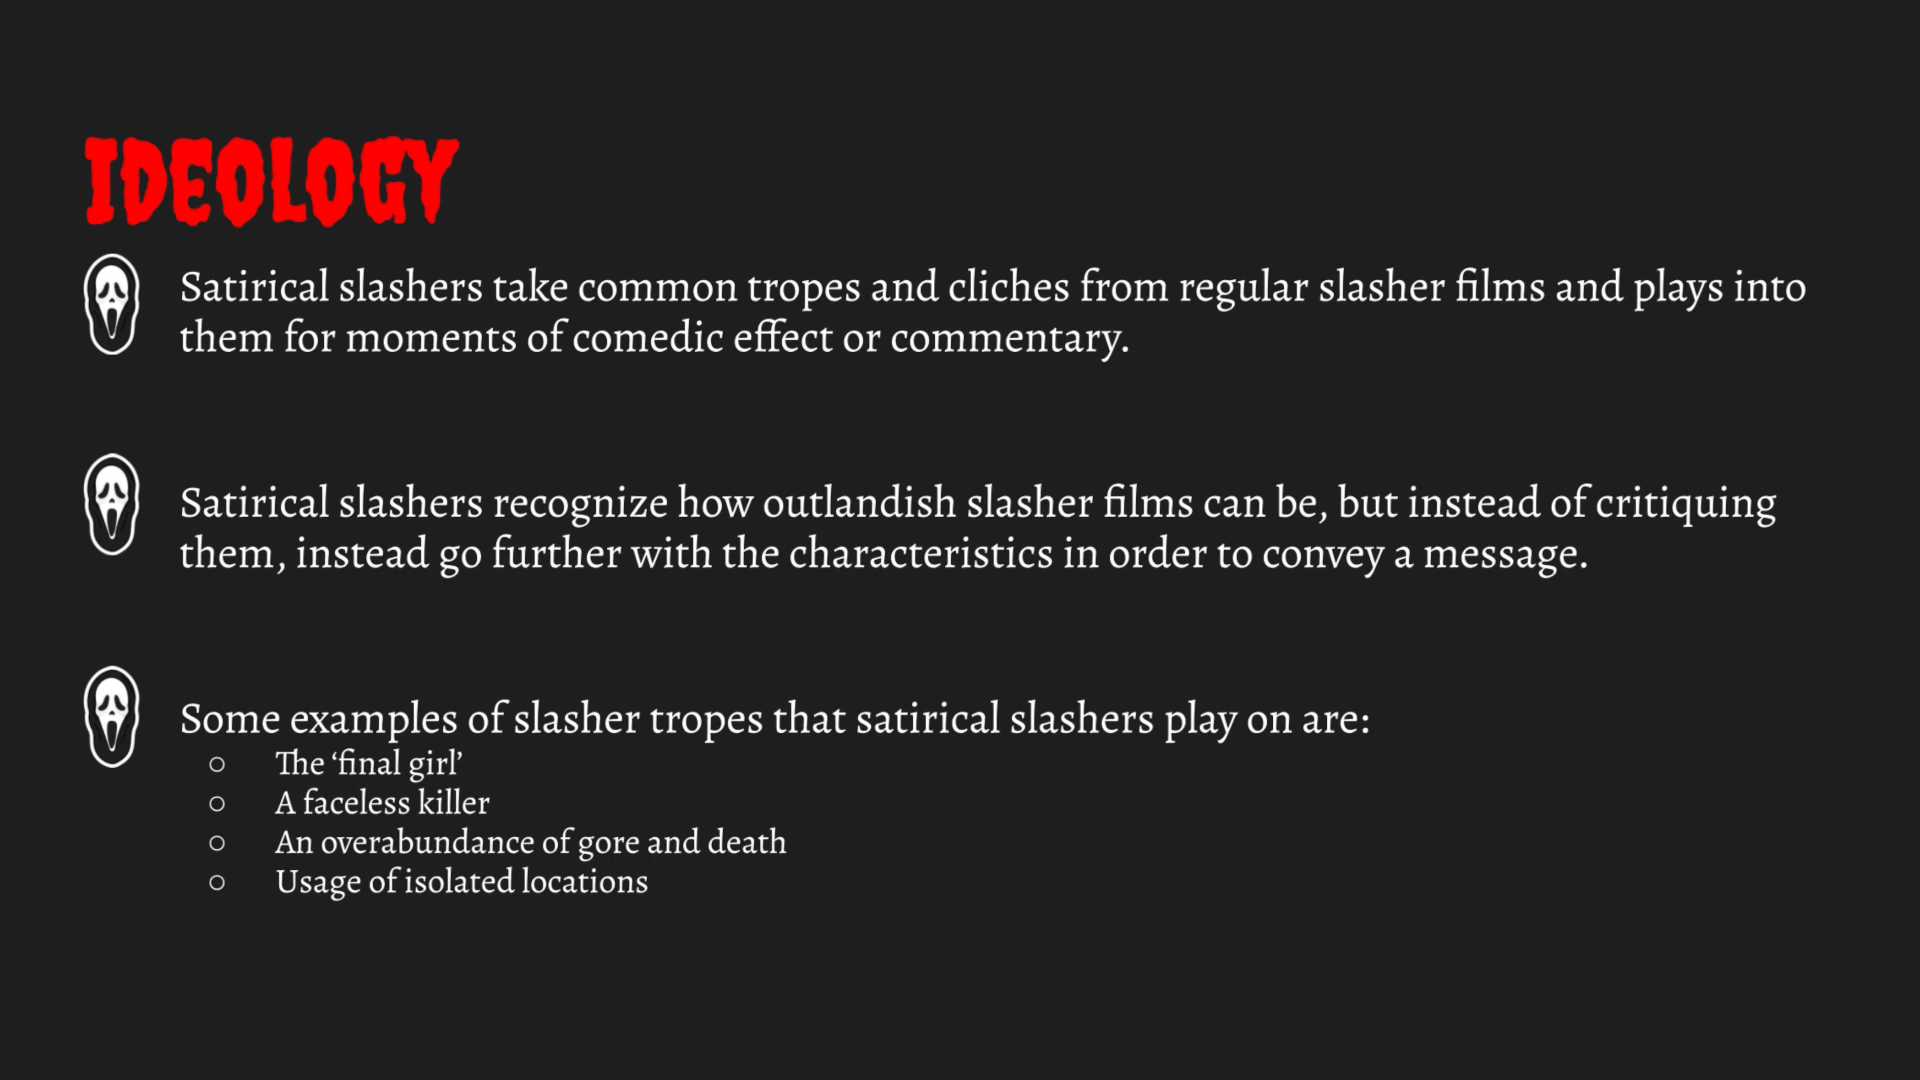 IDEOLOGY
Satirical slashers take common tropes and cliches from regular slasher films and plays into
them for moments of comedic effect or commentary.
Satirical slashers recognize how outlandish slasher films can be, but instead of critiquing
them, instead go further with the characteristics in order to convey a message.
Some examples of slasher tropes that satirical slashers play on are:
○ The ‘final girl’
○ A faceless killer
○ An overabundance of gore and death
○ Usage of isolated locations